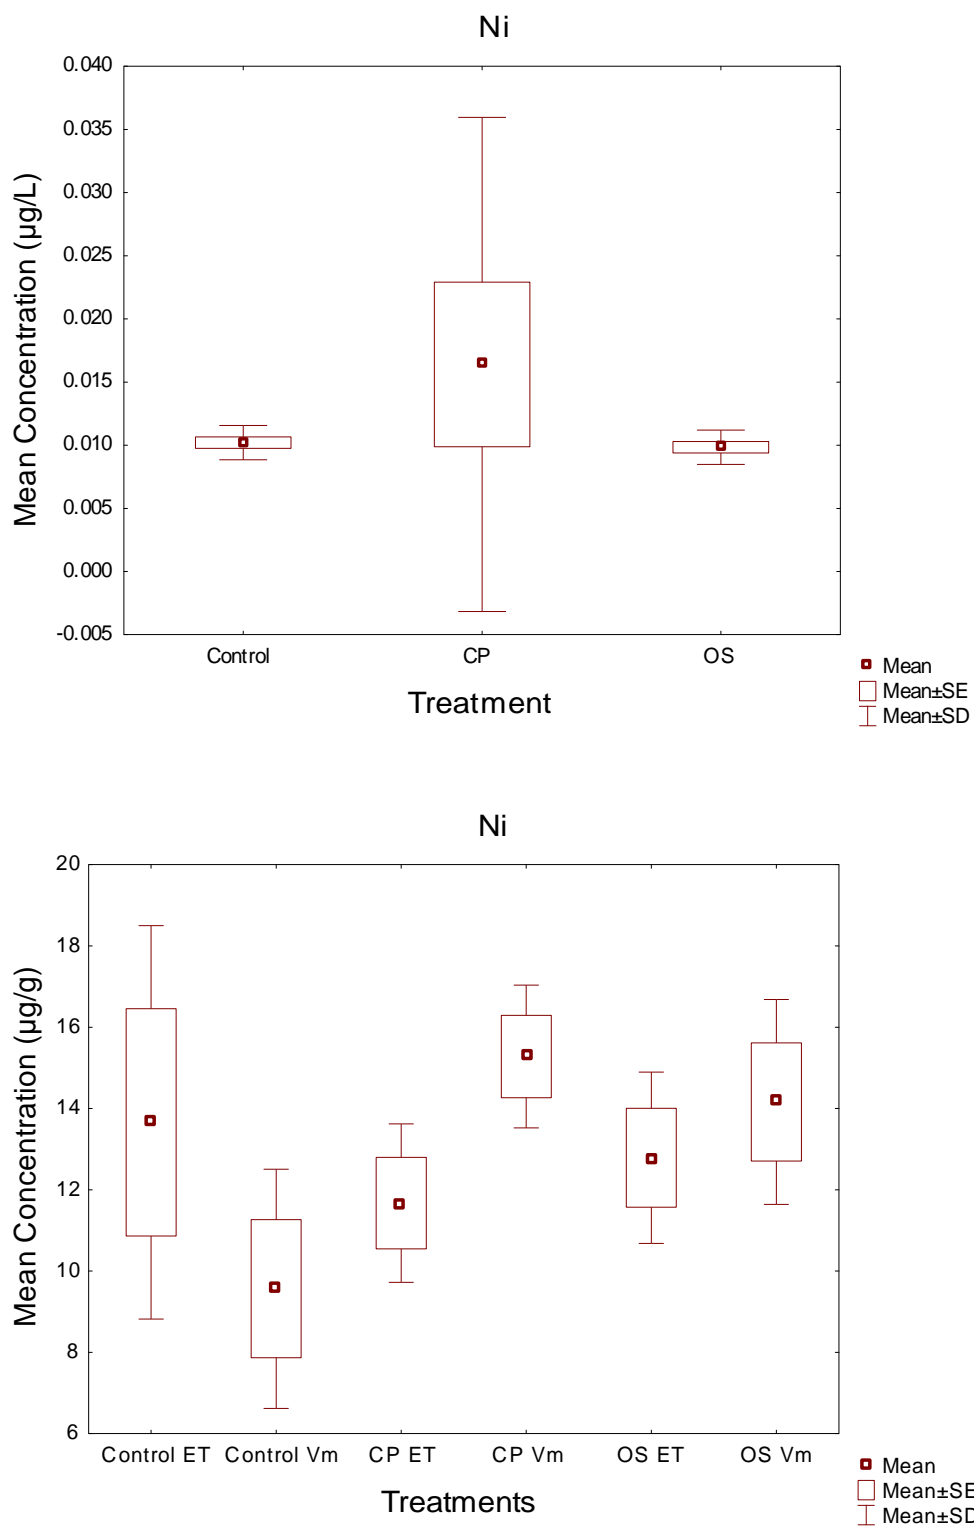 Ni
Mean Concentration (µg/L)
0.040
0.035
0.030
0.025
0.020
0.015
0.010
0.005
0.000
-0.005
Control CP OS
Treatment
Mean
Mean±SE
Mean±SD
Ni
Mean Concentration (µg/g)
20
18
16
14
12
10
8
6
Control ET Control Vm CP ET CP Vm OS ET OS Vm
Treatments
Mean
Mean±SE
Mean±SD